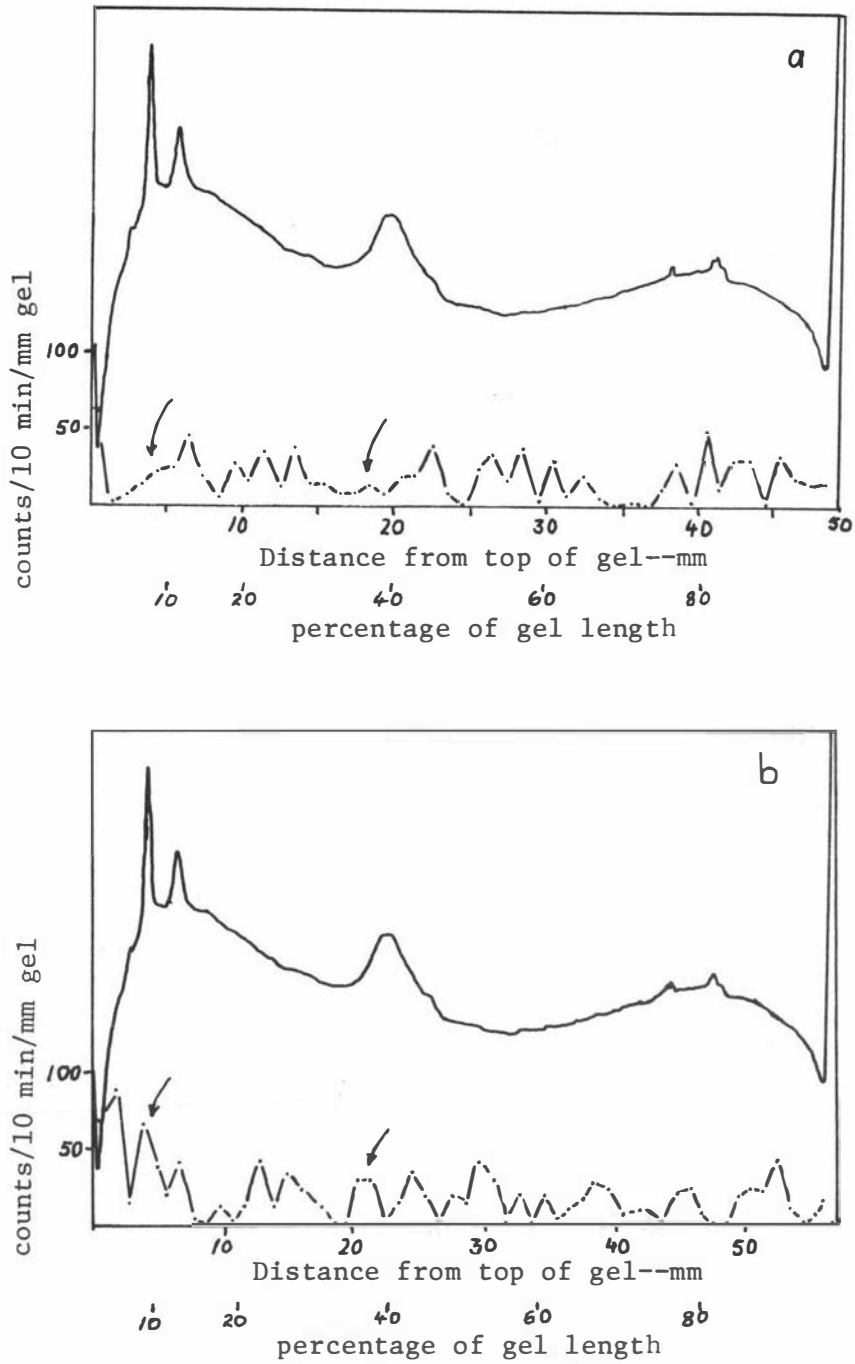 a
counts/10 min/mm gel
100
50
10 20 30 40 50
Distance from top of gel--mm
10 20 40 60 80
percentage of gel length
b
counts/10 min/mm gel
100
50
10 20 30 40 50
Distance from top of gel--mm
10 20 40 60 80
percentage of gel length